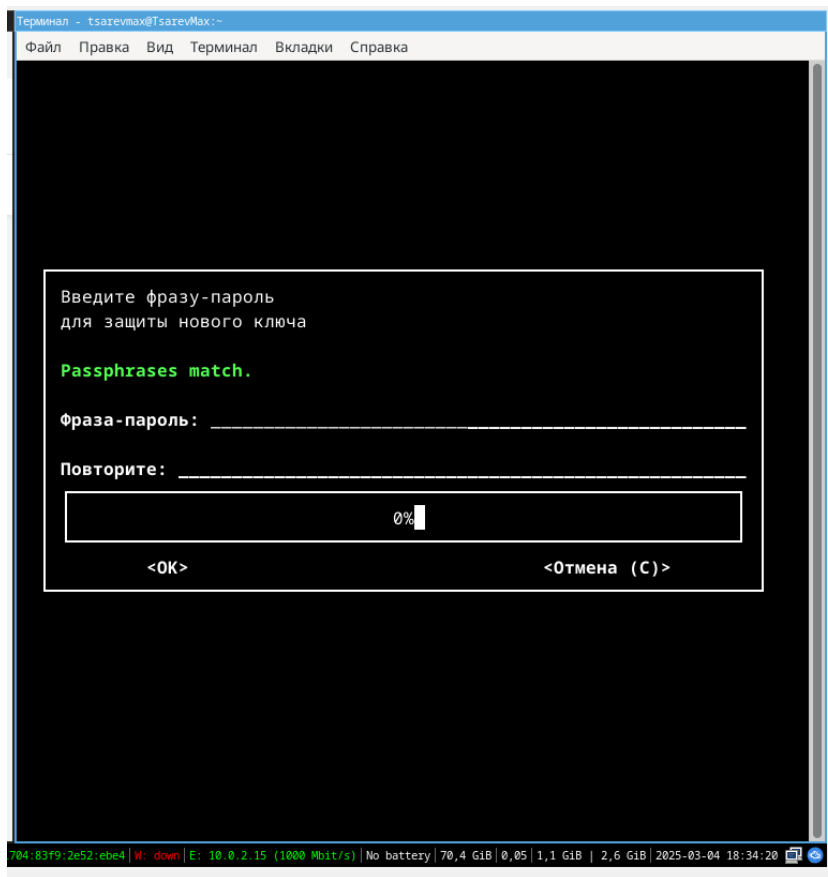 Терминал - tsarevmax@TsarevMax:~
Файл Правка Вид Терминал Вкладки Справка
Введите фразу-пароль
для защиты нового ключа
Passphrases match.
Фраза-пароль: ______________________________________________
Повторите: ______________________________________________
0%
<OK> <Отмена (C)>
704:83f9:2e52:ebe4|W: down|E: 10.0.2.15 (1000 Mbit/s)|No battery|70,4 GiB|0,05|1,1 GiB | 2,6 GiB|2025-03-04 18:34:20